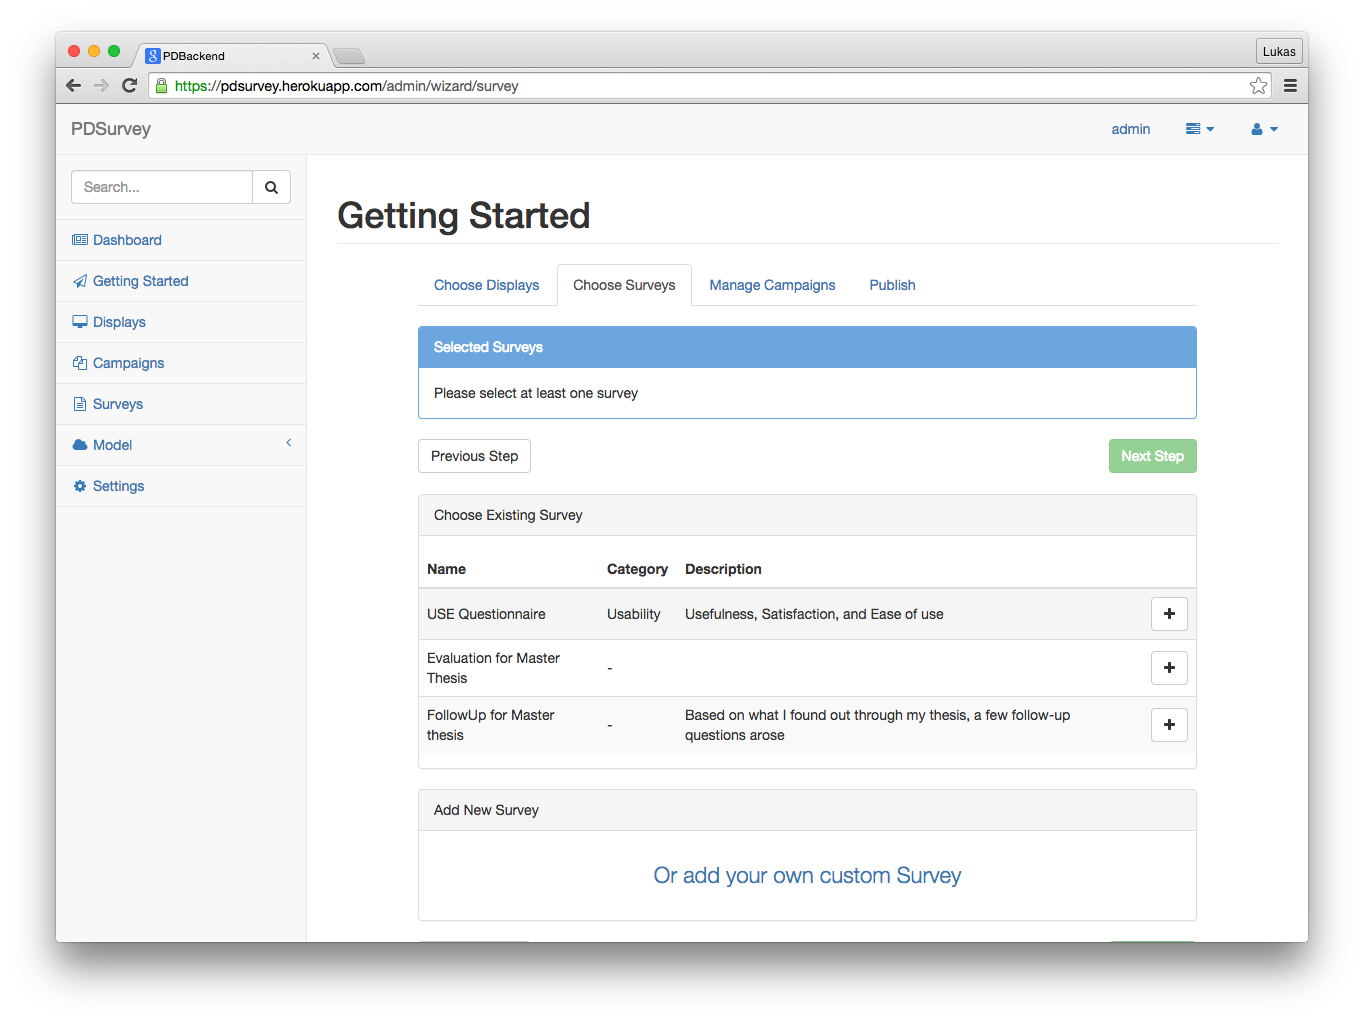 PDBackend
Lukas
https://pdsurvey.herokuapp.com/admin/wizard/survey
PDSurvey
admin
Search...
Dashboard
Getting Started
Displays
Campaigns
Surveys
Model
Settings
Getting Started
Choose Displays
Choose Surveys
Manage Campaigns
Publish
Selected Surveys
Please select at least one survey
Previous Step
Next Step
Choose Existing Survey
Name Category Description
USE Questionnaire Usability Usefulness, Satisfaction, and Ease of use
Evaluation for Master
Thesis
-
FollowUp for Master
thesis
-
Based on what I found out through my thesis, a few follow-up
questions arose
Add New Survey
Or add your own custom Survey